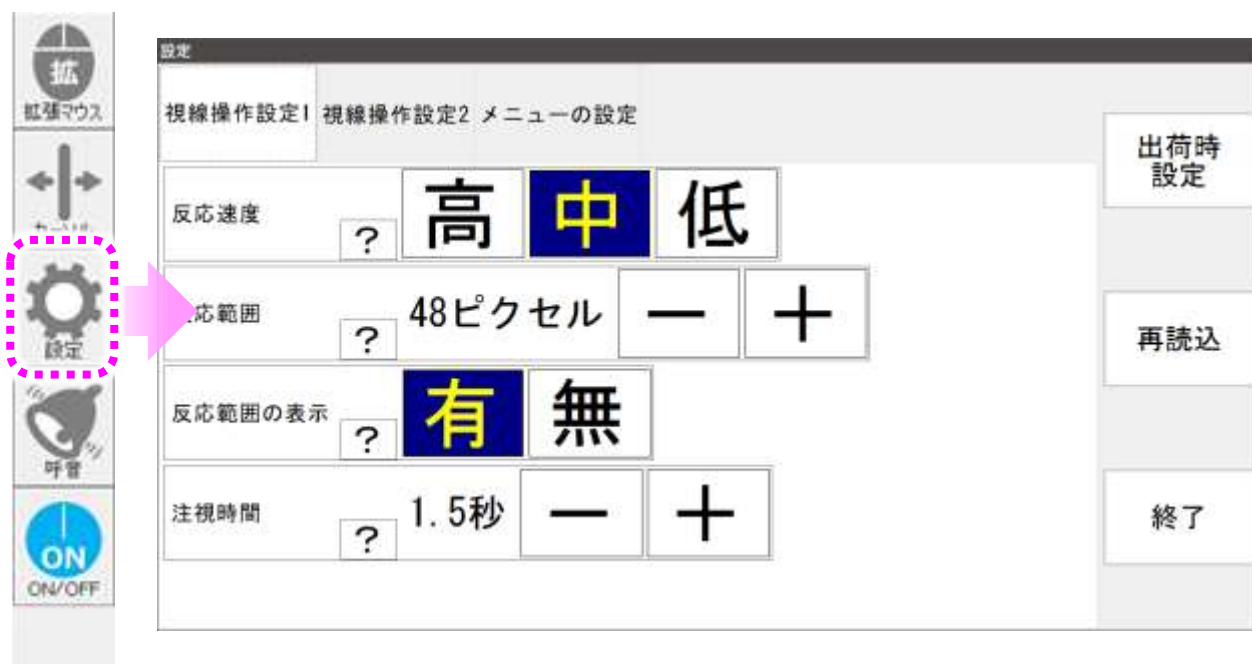 拡
拡張マウス
設定
呼音
ON
ON/OFF
設定
視線操作設定1 視線操作設定2 メニューの設定
反応速度 ? 高 中 低
応範囲 ? 48ピクセル － ＋
反応範囲の表示 ? 有 無
注視時間 ? 1.5秒 － ＋
出荷時
設定
再読込
終了